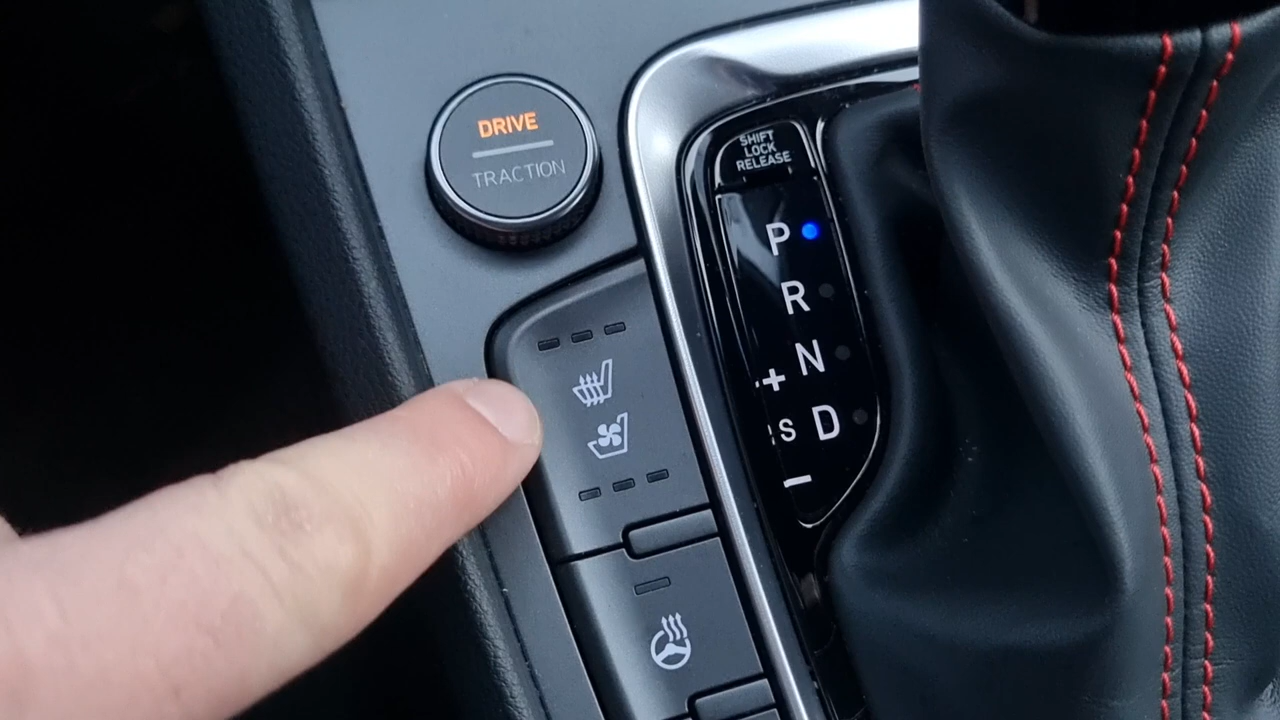 DRIVE
TRACTION
SHIFT
LOCK
RELEASE
P
R
N
D
+
S
−